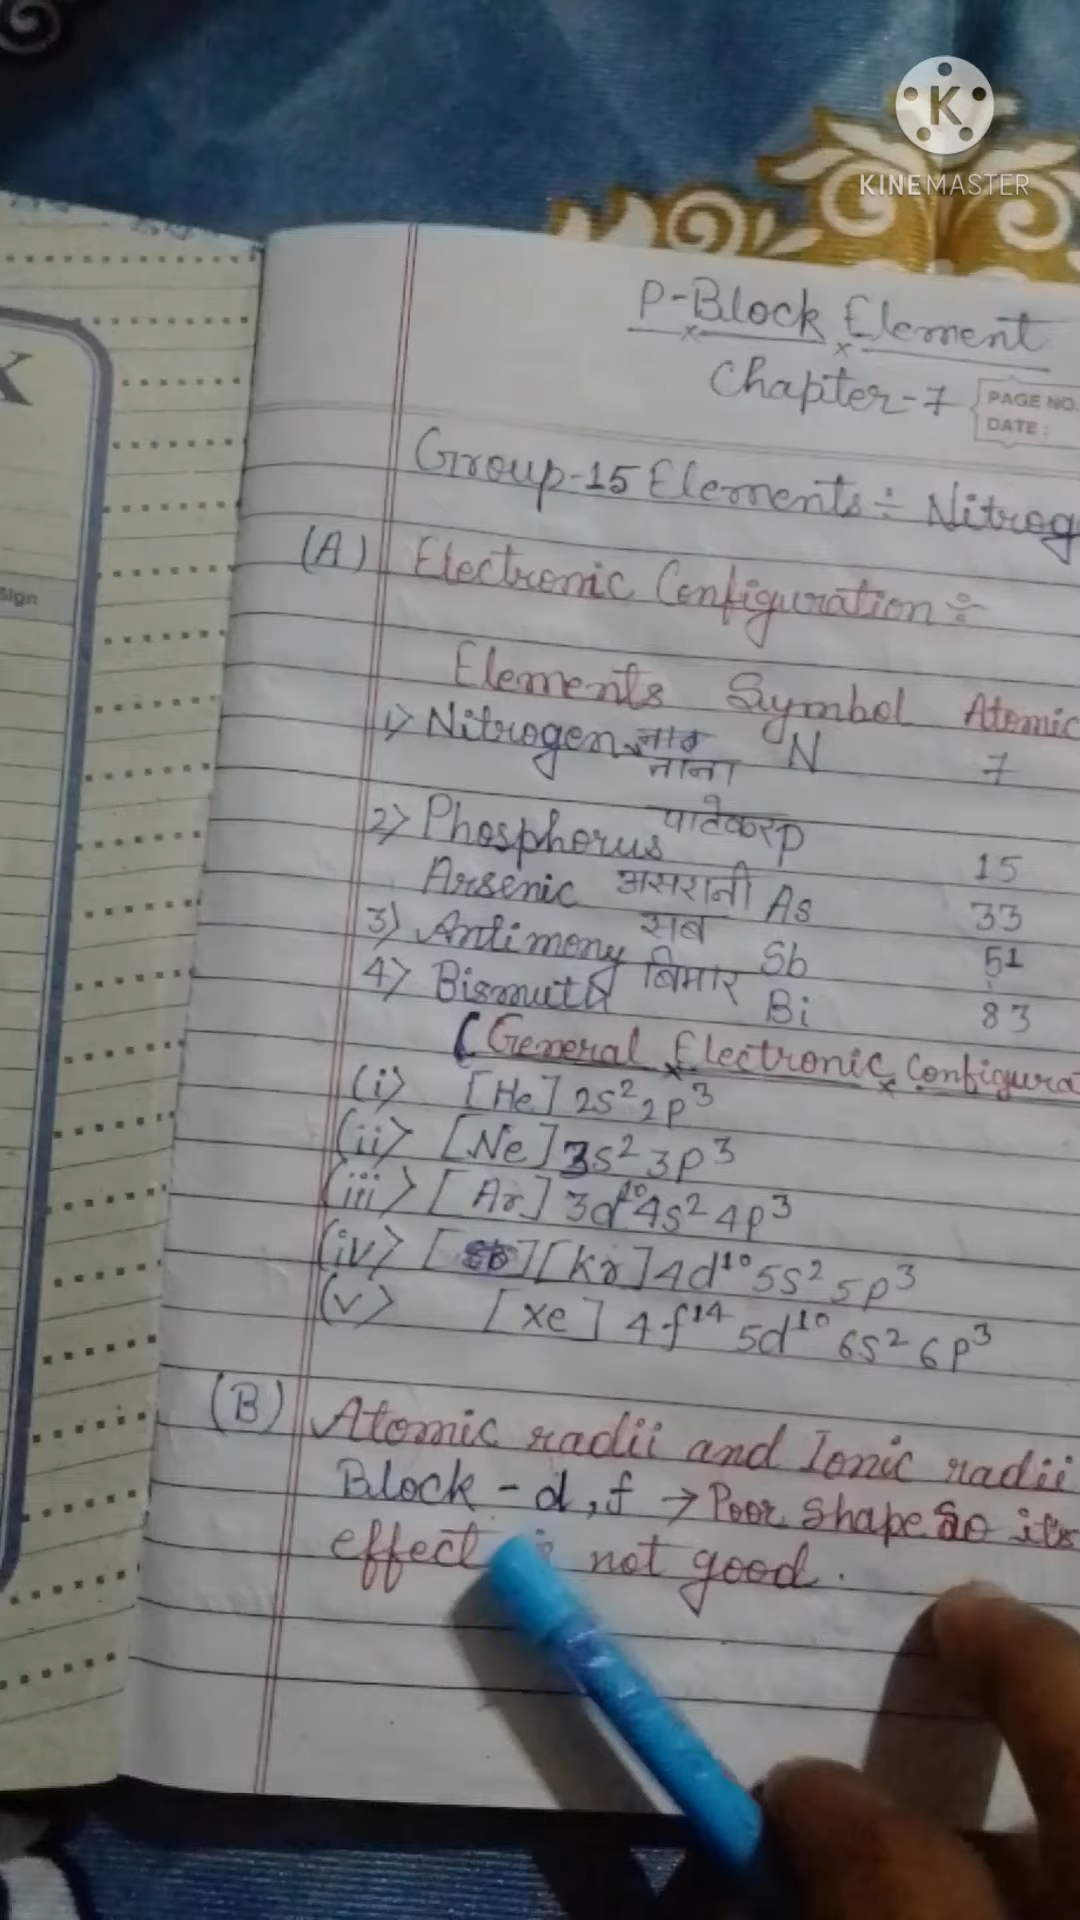 K
KINEMASTER
P-Block Element
Chapter-7
PAGE NO.
DATE:
Group-15 Elements ÷ Nitrog
(A) Electronic Configuration ÷
Elements Symbol Atomic
1) Nitrogen नाना N 7
2) Phosphorus पाटेकर P 15
Arsenic असरानी As 33
3) Antimony सब Sb 51
4) Bismuth बिमार Bi 83
(General Electronic Configura
(i) [He] 2s² 2p³
(ii) [Ne] 3s² 3p³
(iii) [Ar] 3d¹⁰ 4s² 4p³
(iv) [Kr] 4d¹⁰ 5s² 5p³
(v) [Xe] 4f¹⁴ 5d¹⁰ 6s² 6p³
(B) Atomic radii and Ionic radii
Block - d, f → Poor shape so its
effect not good.
sign